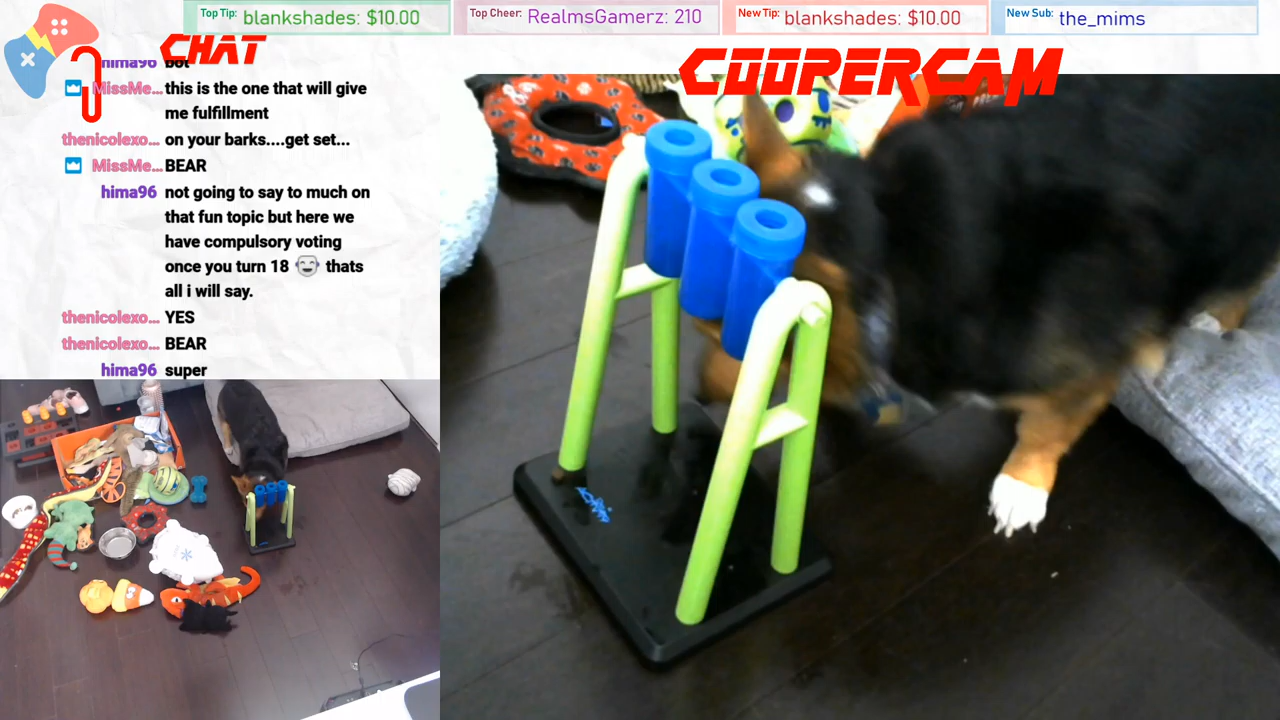 Top Tip: blankshades: $10.00
Top Cheer: RealmsGamerz: 210
New Tip: blankshades: $10.00
New Sub: the_mims
CHAT
COOPERCAM
hima96 bot
MissMe... this is the one that will give
me fulfillment
thenicolexo... on your barks....get set...
MissMe... BEAR
hima96 not going to say to much on
that fun topic but here we
have compulsory voting
once you turn 18 thats
all i will say.
thenicolexo... YES
thenicolexo... BEAR
hima96 super